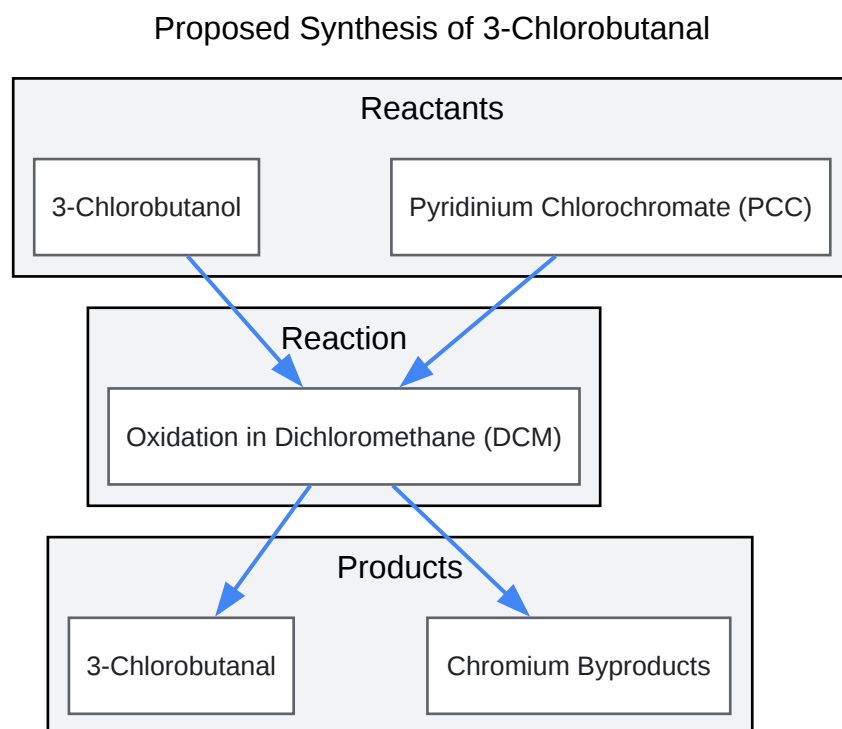 Proposed Synthesis of 3-Chlorobutanal
Reactants
3-Chlorobutanol
Pyridinium Chlorochromate (PCC)
Reaction
Oxidation in Dichloromethane (DCM)
Products
3-Chlorobutanal
Chromium Byproducts